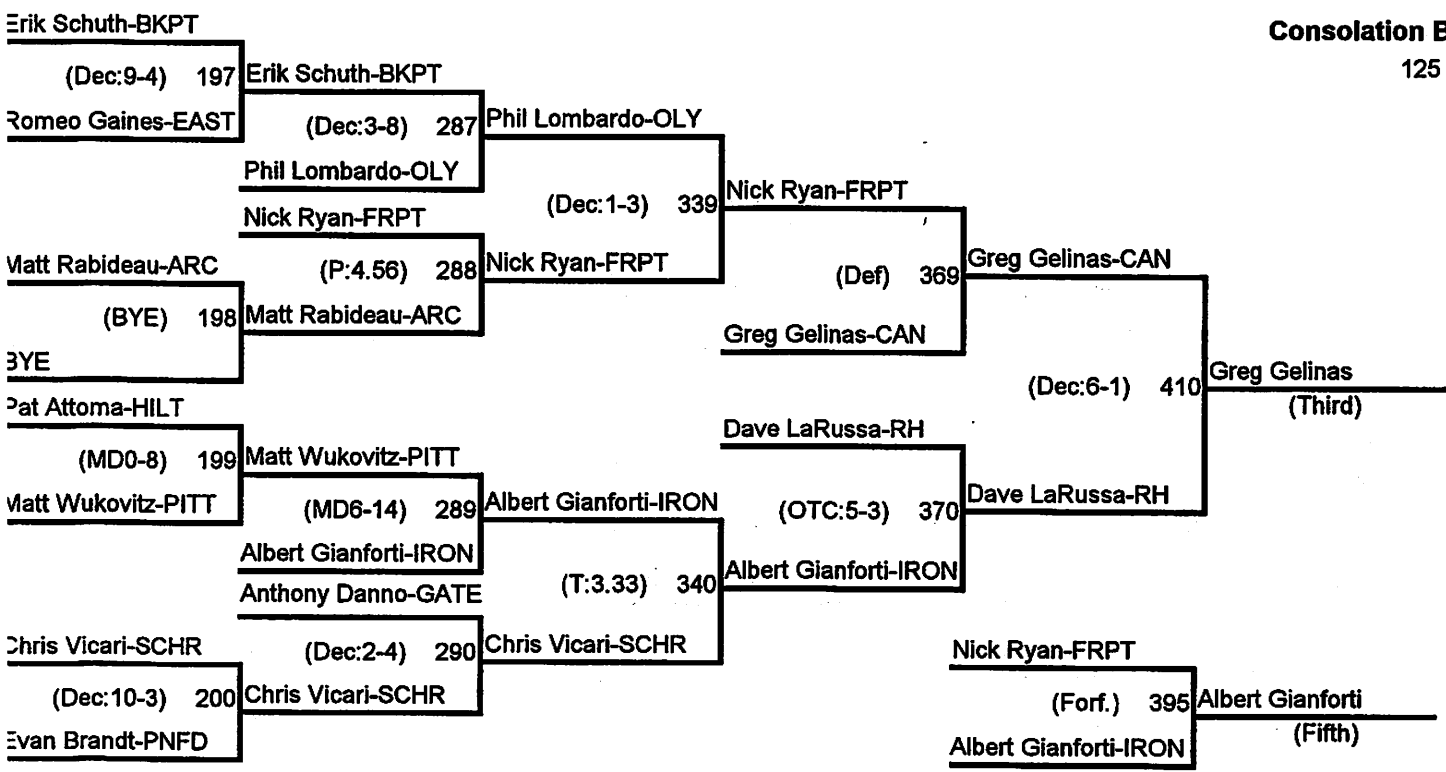 Erik Schuth-BKPT
Consolation B
125
(Dec:9-4) 197
Erik Schuth-BKPT
Romeo Gaines-EAST
(Dec:3-8) 287
Phil Lombardo-OLY
Phil Lombardo-OLY
(Dec:1-3) 339
Nick Ryan-FRPT
Nick Ryan-FRPT
Matt Rabideau-ARC
(P:4.56) 288
Nick Ryan-FRPT
(BYE) 198
Matt Rabideau-ARC
BYE
(Def) 369
Greg Gelinas-CAN
Greg Gelinas-CAN
(Dec:6-1) 410
Greg Gelinas
(Third)
Pat Attoma-HILT
(MD0-8) 199
Matt Wukovitz-PITT
Matt Wukovitz-PITT
(MD6-14) 289
Albert Gianforti-IRON
Albert Gianforti-IRON
Dave LaRussa-RH
(OTC:5-3) 370
Dave LaRussa-RH
(T:3.33) 340
Albert Gianforti-IRON
Anthony Danno-GATE
Chris Vicari-SCHR
(Dec:2-4) 290
Chris Vicari-SCHR
(Dec:10-3) 200
Chris Vicari-SCHR
Evan Brandt-PNFD
Nick Ryan-FRPT
(Forf.) 395
Albert Gianforti
(Fifth)
Albert Gianforti-IRON